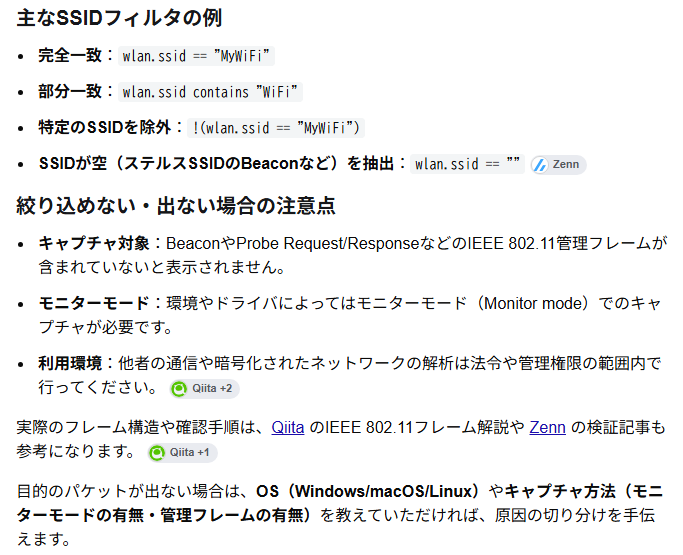 主なSSIDフィルタの例
• 完全一致：wlan.ssid == "MyWiFi"
• 部分一致：wlan.ssid contains "WiFi"
• 特定のSSIDを除外：!(wlan.ssid == "MyWiFi")
• SSIDが空（ステルスSSIDのBeaconなど）を抽出：wlan.ssid == "" Zenn
絞り込めない・出ない場合の注意点
• キャプチャ対象：BeaconやProbe Request/ResponseなどのIEEE 802.11管理フレームが
含まれていないと表示されません。
• モニターモード：環境やドライバによってはモニターモード（Monitor mode）でのキャ
プチャが必要です。
• 利用環境：他者の通信や暗号化されたネットワークの解析は法令や管理権限の範囲内で
行ってください。 Qiita +2
実際のフレーム構造や確認手順は、Qiita のIEEE 802.11フレーム解説や Zenn の検証記事も
参考になります。 Qiita +1
目的のパケットが出ない場合は、OS（Windows/macOS/Linux）やキャプチャ方法（モニ
ターモードの有無・管理フレームの有無）を教えていただければ、原因の切り分けを手伝
えます。